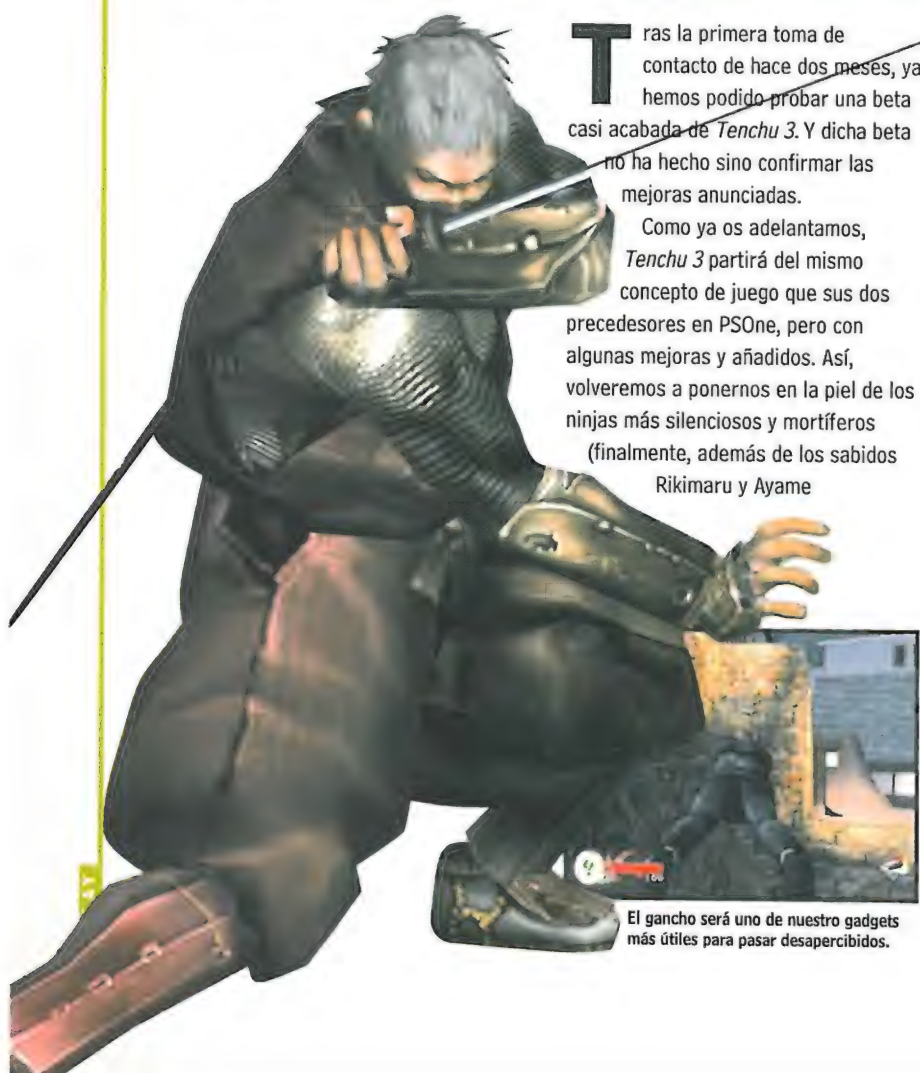 Tras la primera toma de
contacto de hace dos meses, ya
hemos podido probar una beta
casi acabada de Tenchu 3. Y dicha beta
no ha hecho sino confirmar las
mejoras anunciadas.
Como ya os adelantamos,
Tenchu 3 partirá del mismo
concepto de juego que sus dos
precedesores en PSOne, pero con
algunas mejoras y añadidos. Así,
volveremos a ponernos en la piel de los
ninjas más silenciosos y mortíferos
(finalmente, además de los sabidos
Rikimaru y Ayame
El gancho será uno de nuestro gadgets
más útiles para pasar desapercibidos.